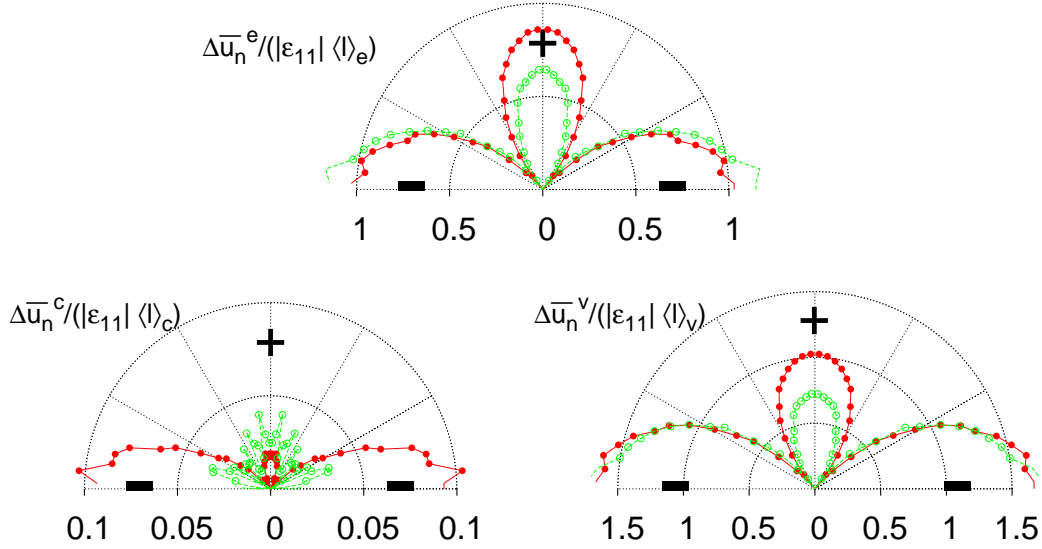 Δu̅ₙᵉ/(|ε₁₁| ⟨l⟩ₑ)
+
1 0.5 0 0.5 1
Δu̅ₙᶜ/(|ε₁₁| ⟨l⟩_c)
+
0.1 0.05 0 0.05 0.1
Δu̅ₙᵛ/(|ε₁₁| ⟨l⟩ᵥ)
+
1.5 1 0.5 0 0.5 1 1.5